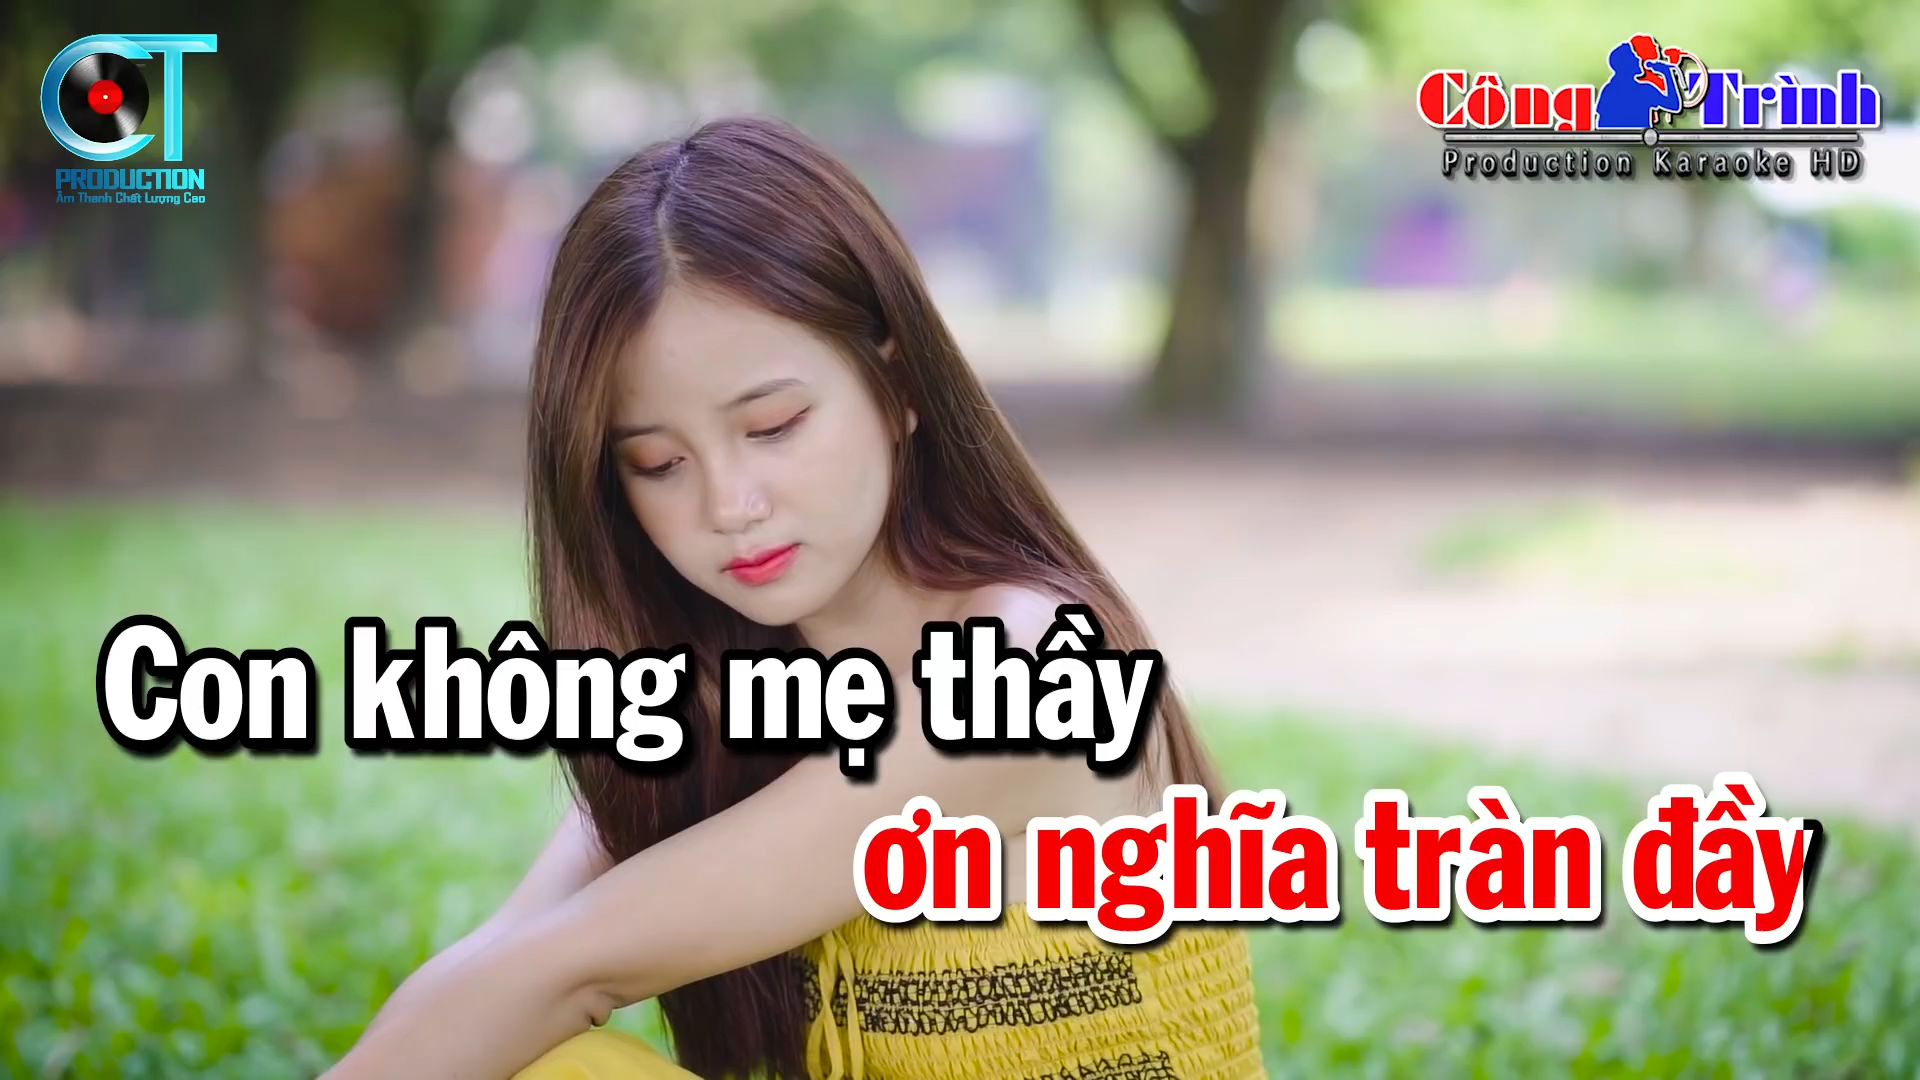 CT
PRODUCTION
Âm Thanh Chất Lượng Cao
Công Trình
Production Karaoke HD
Con không mẹ thầy
ơn nghĩa tràn đầy